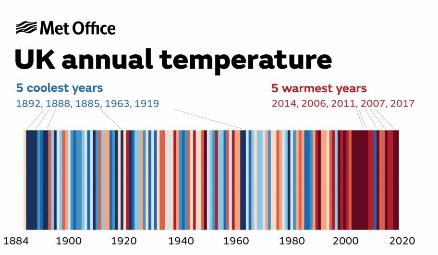 Met Office
UK annual temperature
5 coolest years
1892, 1888, 1885, 1963, 1919
5 warmest years
2014, 2006, 2011, 2007, 2017
1884 1900 1920 1940 1960 1980 2000 2020